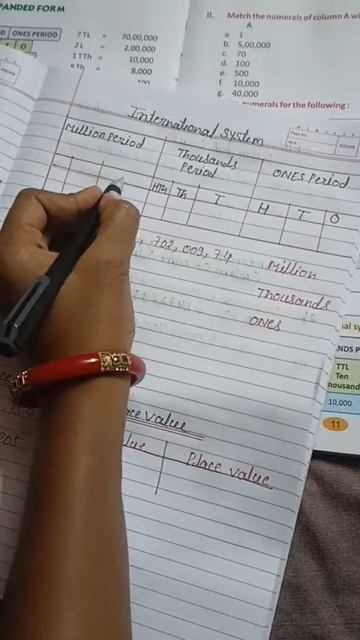 PANDED FORM
D ONES PERIOD
T O
7 TL = 70,00,000
2 L = 2,00,000
1 TTh = 10,000
= 8,000
II. Match the numerals of column A w
A
a. 1
b. 5,00,000
c. 70
d. 100
e. 500
f. 10,000
g. 40,000
numerals for the following:
International System
Million Period
Thousands Period
ONES Period
HTh Th T H T O
, 702, 009, 74
Million
Thousands
ONEs
Place value
Place value
NDS P
TTL
Ten
housand
10,000
11